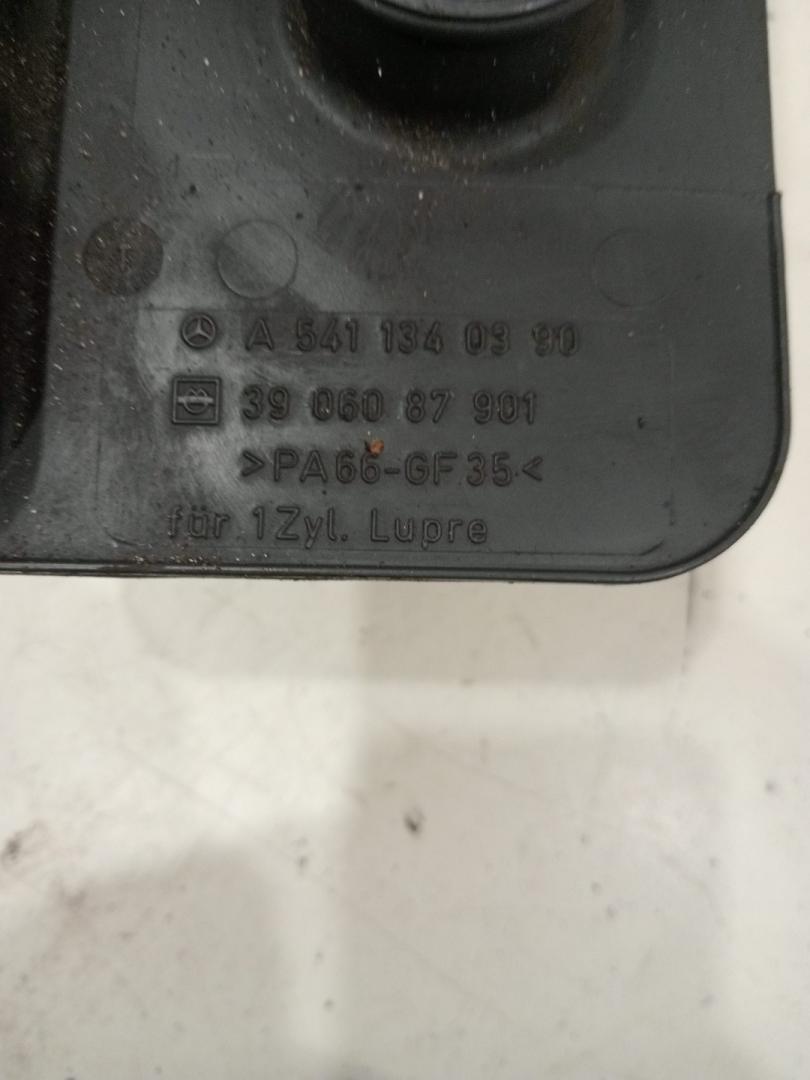 A 541 134 03 90
39 060 87 901
>PA66-GF35<
für 1Zyl. Lupre